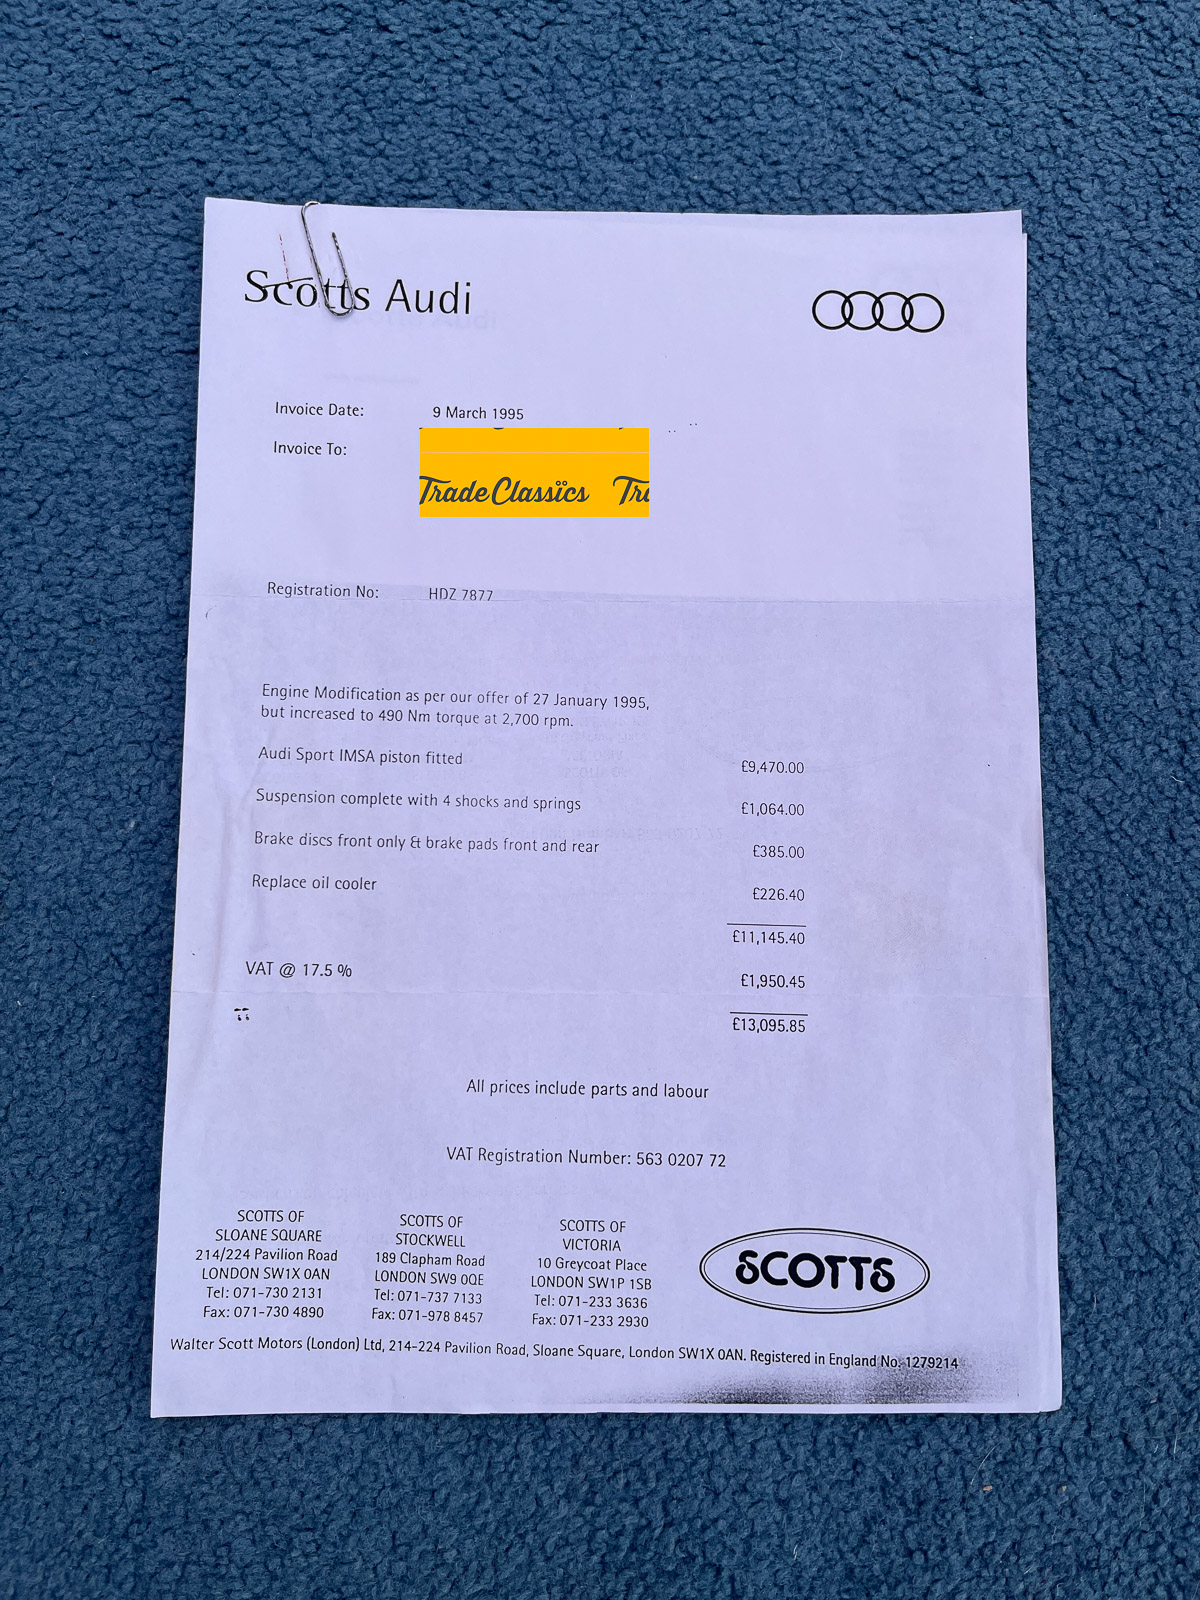 Scotts Audi
Invoice Date: 9 March 1995
Invoice To:
TradeClassics
Registration No: HDZ 7877
Engine Modification as per our offer of 27 January 1995,
but increased to 490 Nm torque at 2,700 rpm.
Audi Sport IMSA piston fitted £9,470.00
Suspension complete with 4 shocks and springs £1,064.00
Brake discs front only & brake pads front and rear £385.00
Replace oil cooler £226.40
£11,145.40
VAT @ 17.5 % £1,950.45
£13,095.85
All prices include parts and labour
VAT Registration Number: 563 0207 72
SCOTTS OF
SLOANE SQUARE
214/224 Pavilion Road
LONDON SW1X 0AN
Tel: 071-730 2131
Fax: 071-730 4890
SCOTTS OF
STOCKWELL
189 Clapham Road
LONDON SW9 0QE
Tel: 071-737 7133
Fax: 071-978 8457
SCOTTS OF
VICTORIA
10 Greycoat Place
LONDON SW1P 1SB
Tel: 071-233 3636
Fax: 071-233 2930
SCOTTS
Walter Scott Motors (London) Ltd, 214-224 Pavilion Road, Sloane Square, London SW1X 0AN. Registered in England No. 1279214